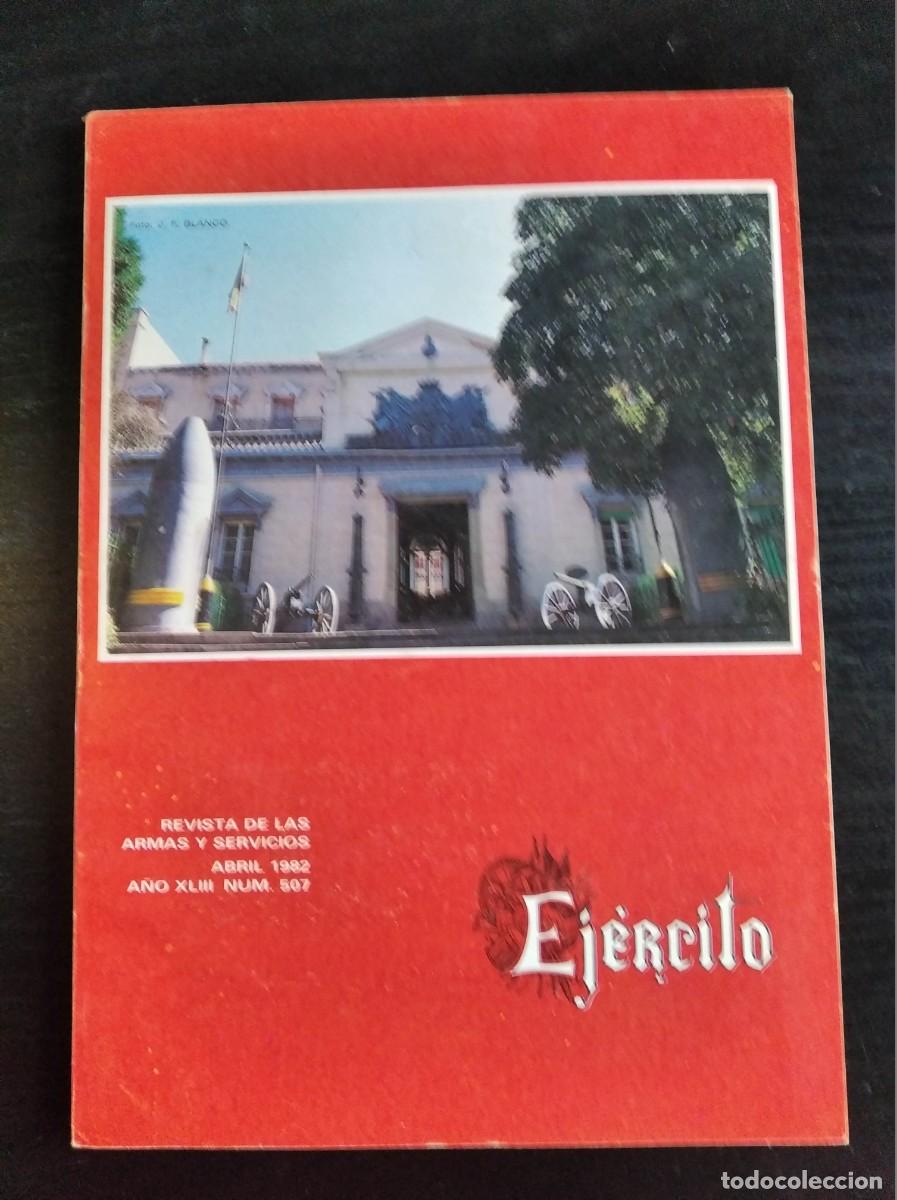 Foto: J. F. BLANCO.
REVISTA DE LAS
ARMAS Y SERVICIOS
ABRIL 1982
AÑO XLIII NUM. 507
Ejército
todocoleccion